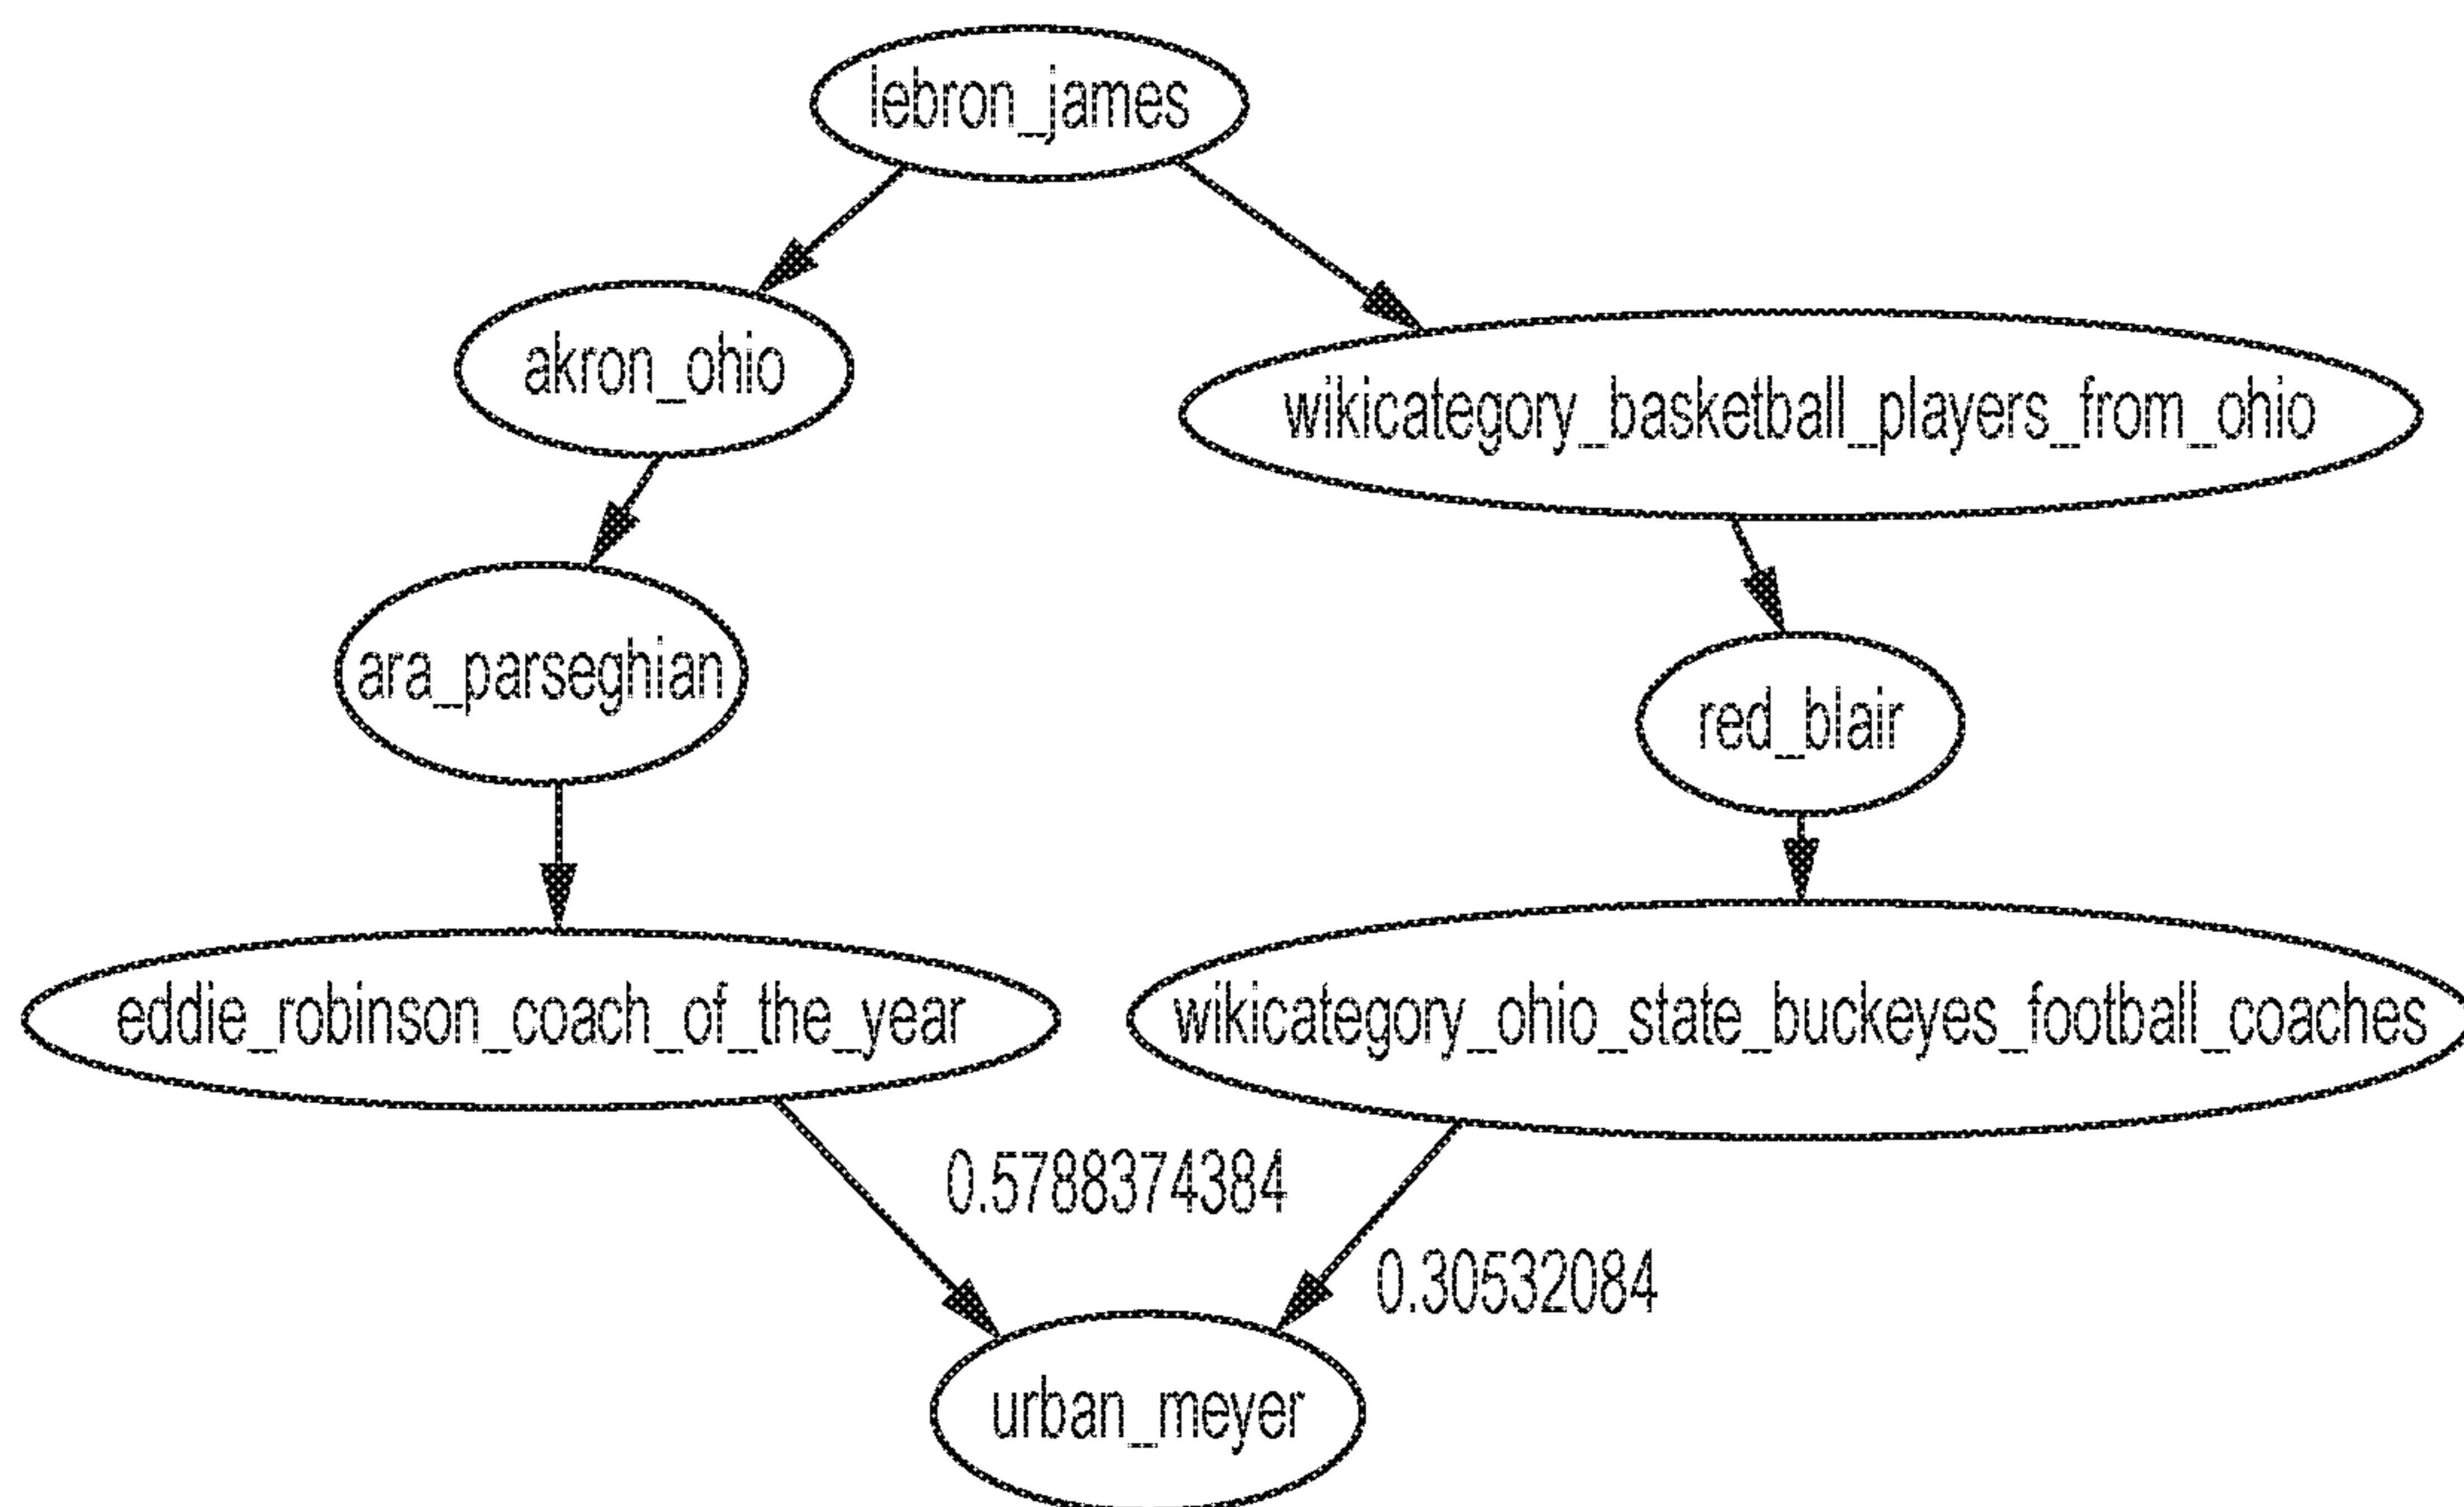 lebron_james
akron_ohio
wikicategory_basketball_players_from_ohio
ara_parseghian
red_blair
eddie_robinson_coach_of_the_year
wikicategory_ohio_state_buckeyes_football_coaches
0.5788374384
0.30532084
urban_meyer